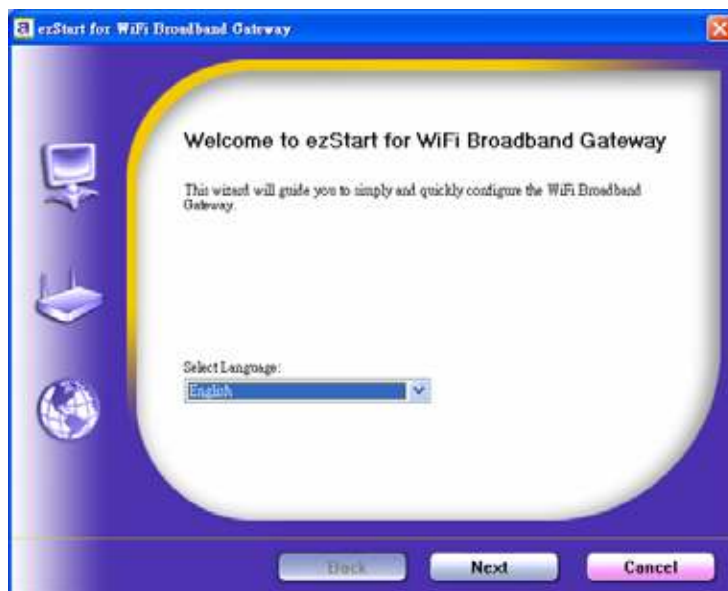 a ezStart for WiFi Broadband Gateway
Welcome to ezStart for WiFi Broadband Gateway
This wizard will guide you to simply and quickly configure the WiFi Broadband
Gateway.
Select Language:
English
Back
Next
Cancel